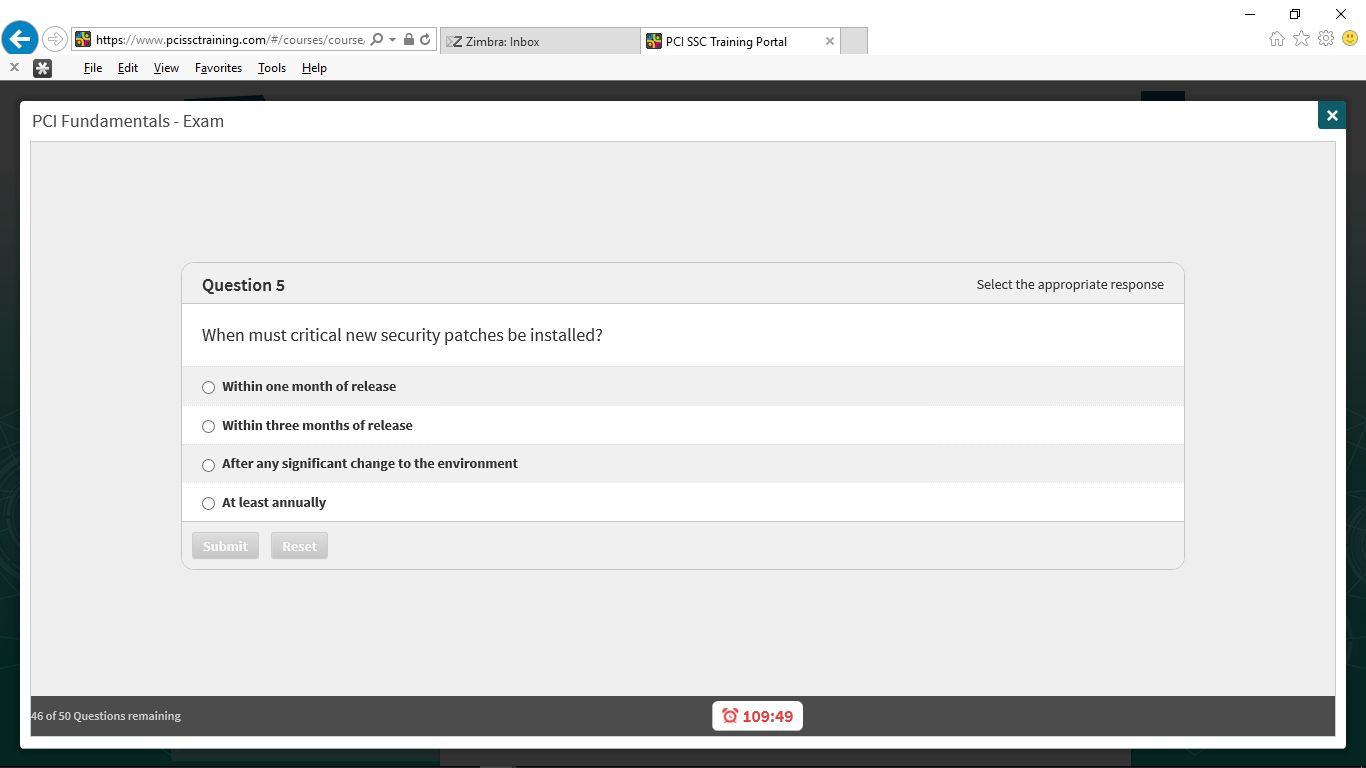 https://www.pcissctraining.com/#/courses/course,
Zimbra: Inbox
PCI SSC Training Portal
File Edit View Favorites Tools Help
PCI Fundamentals - Exam
Question 5
Select the appropriate response
When must critical new security patches be installed?
Within one month of release
Within three months of release
After any significant change to the environment
At least annually
Submit Reset
46 of 50 Questions remaining
109:49